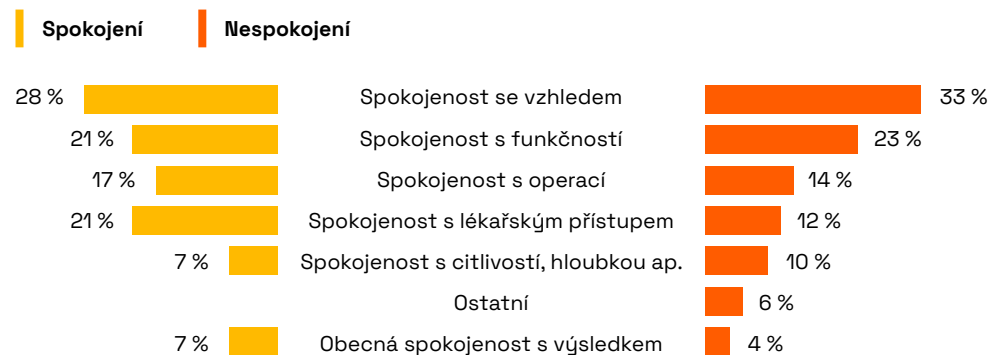 Spokojení Nespokojení
28 % Spokojenost se vzhledem 33 %
21 % Spokojenost s funkčností 23 %
17 % Spokojenost s operací 14 %
21 % Spokojenost s lékařským přístupem 12 %
7 % Spokojenost s citlivostí, hloubkou ap. 10 %
Ostatní 6 %
7 % Obecná spokojenost s výsledkem 4 %